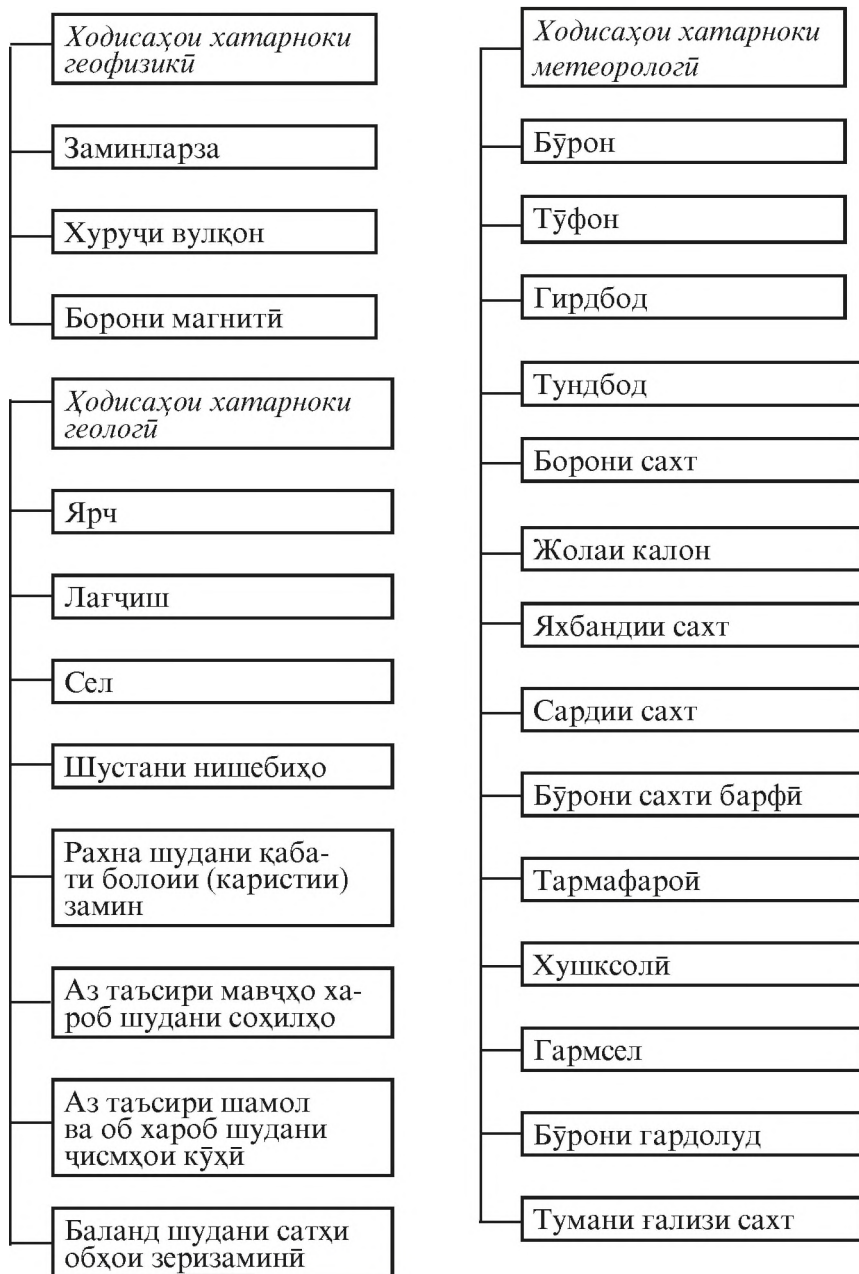 Ходисаҳои хатарноки
геофизикӣ
Заминларза
Хуруҷи вулқон
Борони магнитӣ
Ҳодисаҳои хатарноки
геологӣ
Ярч
Лағҷиш
Сел
Шустани нишебиҳо
Рахна шудани қаба-
ти болоии (каристии)
замин
Аз таъсири мавҷҳо ха-
роб шудани соҳилҳо
Аз таъсири шамол
ва об хароб шудани
ҷисмҳои кӯҳӣ
Баланд шудани сатҳи
обҳои зеризаминӣ
Ходисаҳои хатарноки
метеорологӣ
Бӯрон
Тӯфон
Гирдбод
Тундбод
Борони сахт
Жолаи калон
Яхбандии сахт
Сардии сахт
Бӯрони сахти барфӣ
Тармафароӣ
Хушксолӣ
Гармсел
Бӯрони гардолуд
Тумани ғализи сахт